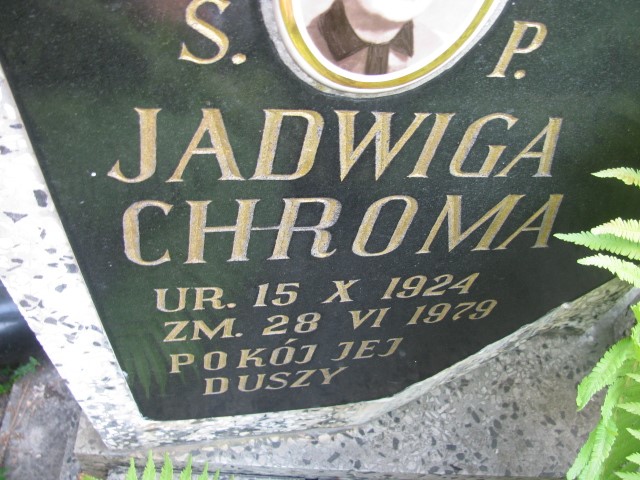 S. P.
JADWIGA
CHROMA
UR. 15 X 1924
ZM. 28 VI 1979
POKÓJ JEJ
DUSZY